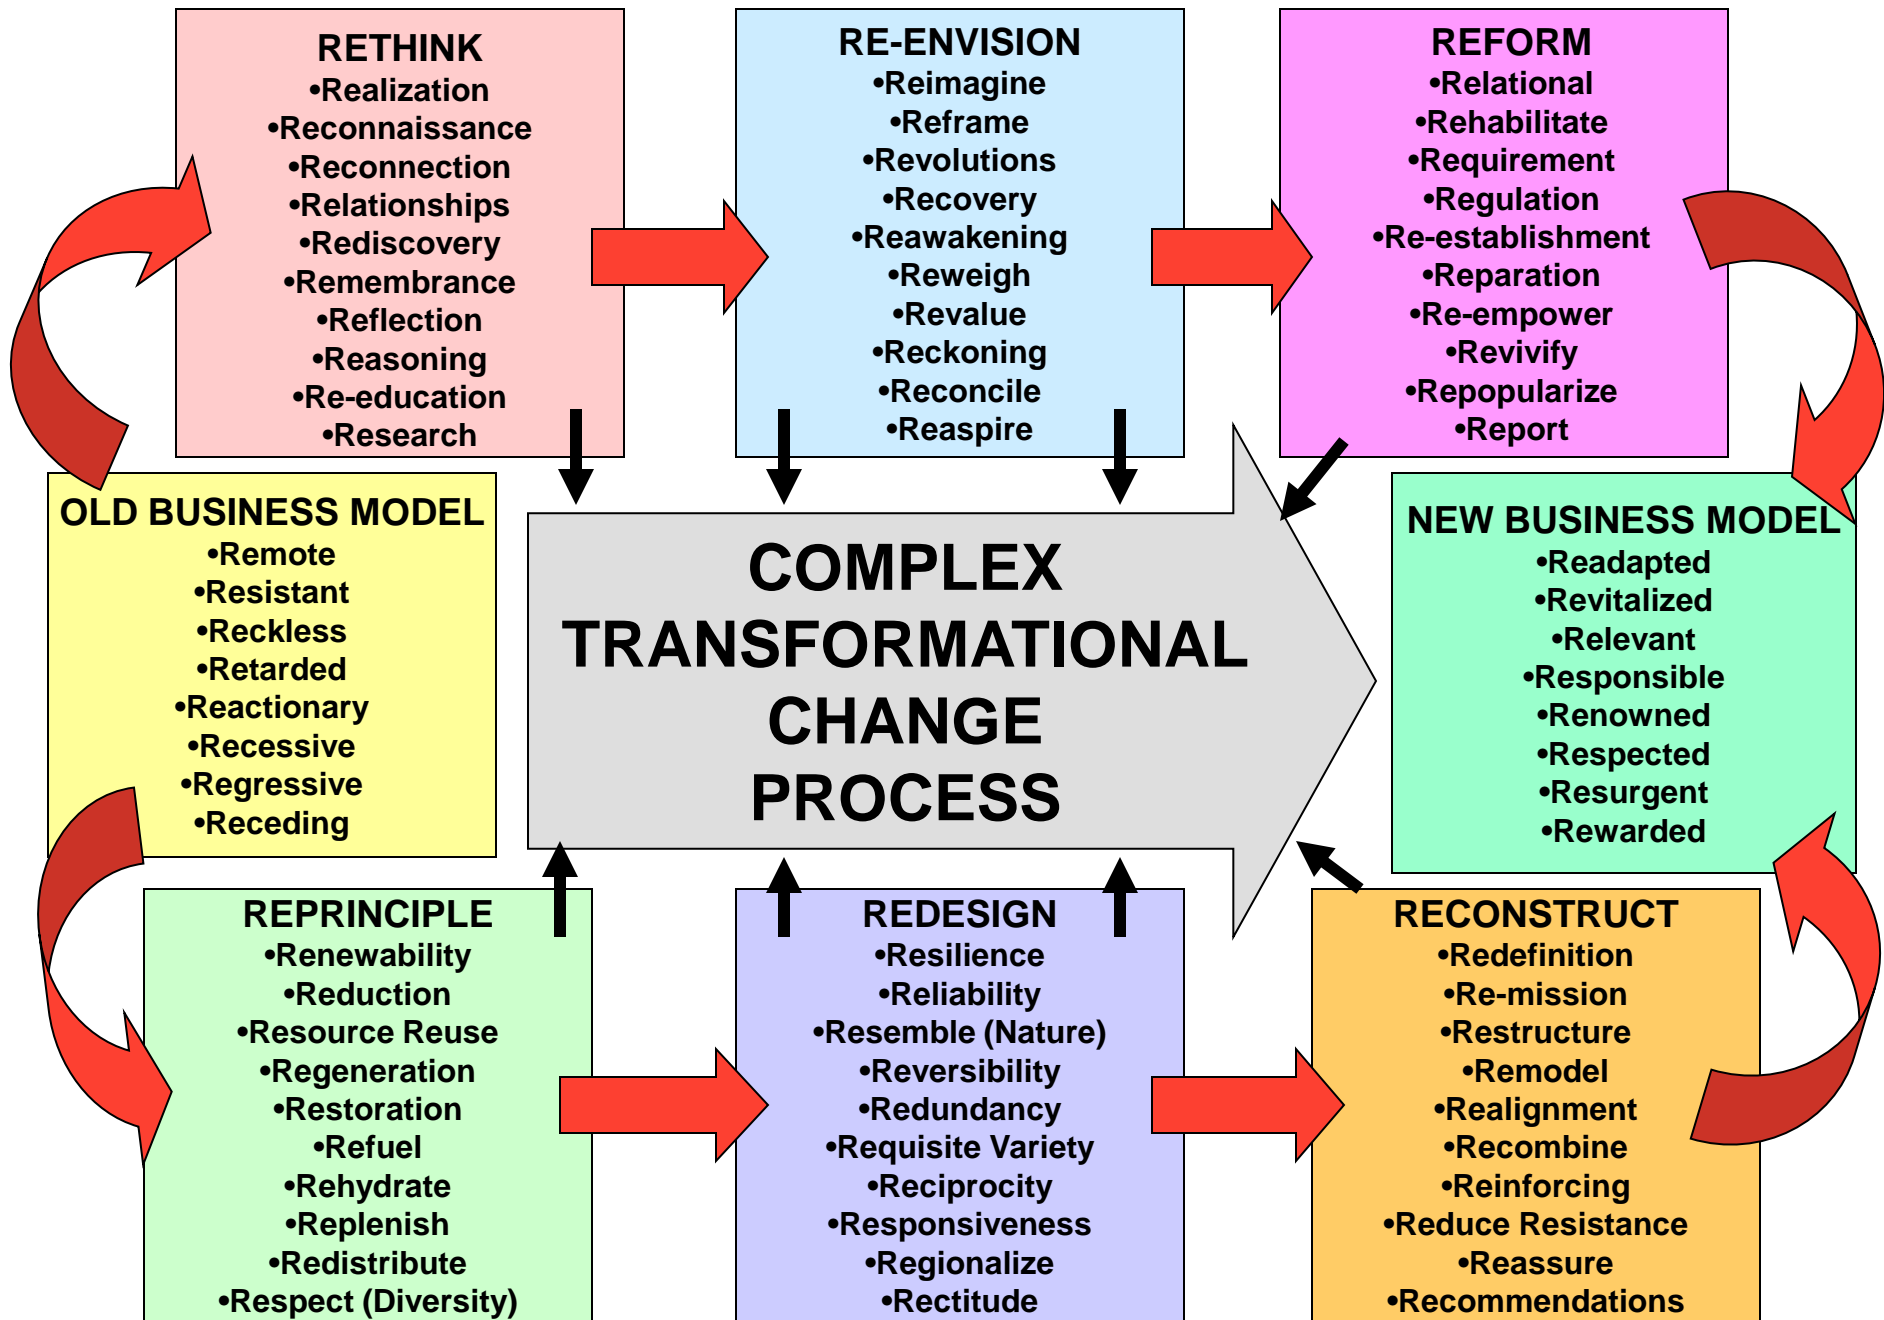 RETHINK
•Realization
•Reconnaissance
•Reconnection
•Relationships
•Rediscovery
•Remembrance
•Reflection
•Reasoning
•Re-education
•Research
RE-ENVISION
•Reimagine
•Reframe
•Revolutions
•Recovery
•Reawakening
•Reweigh
•Revalue
•Reckoning
•Reconcile
•Reaspire
REFORM
•Relational
•Rehabilitate
•Requirement
•Regulation
•Re-establishment
•Reparation
•Re-empower
•Revivify
•Repopularize
•Report
OLD BUSINESS MODEL
•Remote
•Resistant
•Reckless
•Retarded
•Reactionary
•Recessive
•Regressive
•Receding
COMPLEX
TRANSFORMATIONAL
CHANGE
PROCESS
NEW BUSINESS MODEL
•Readapted
•Revitalized
•Relevant
•Responsible
•Renowned
•Respected
•Resurgent
•Rewarded
REPRINCIPLE
•Renewability
•Reduction
•Resource Reuse
•Regeneration
•Restoration
•Refuel
•Rehydrate
•Replenish
•Redistribute
•Respect (Diversity)
REDESIGN
•Resilience
•Reliability
•Resemble (Nature)
•Reversibility
•Redundancy
•Requisite Variety
•Reciprocity
•Responsiveness
•Regionalize
•Rectitude
RECONSTRUCT
•Redefinition
•Re-mission
•Restructure
•Remodel
•Realignment
•Recombine
•Reinforcing
•Reduce Resistance
•Reassure
•Recommendations